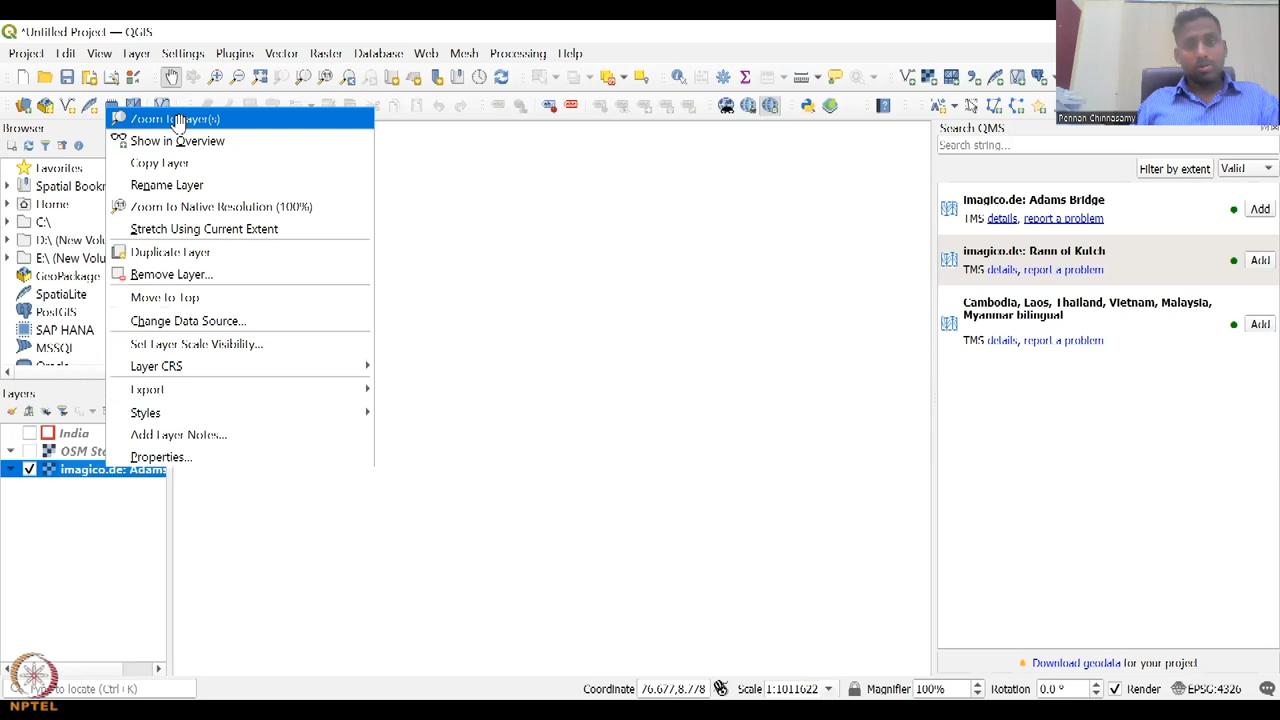 *Untitled Project — QGIS
Project Edit View Layer Settings Plugins Vector Raster Database Web Mesh Processing Help
Pennan Chinnasamy
Browser
Favorites
Spatial Bookm
Home
C:\
D:\ (New Volu
E:\ (New Volu
GeoPackage
SpatiaLite
PostGIS
SAP HANA
MSSQL
Oracle
Zoom to Layer(s)
Show in Overview
Copy Layer
Rename Layer
Zoom to Native Resolution (100%)
Stretch Using Current Extent
Duplicate Layer
Remove Layer...
Move to Top
Change Data Source...
Set Layer Scale Visibility...
Layer CRS
Export
Styles
Add Layer Notes...
Properties...
Layers
India
OSM Sta
imagico.de: Adams
Search QMS
Search string...
Filter by extent Valid
imagico.de: Adams Bridge
TMS details, report a problem
Add
imagico.de: Rann of Kutch
TMS details, report a problem
Add
Cambodia, Laos, Thailand, Vietnam, Malaysia,
Myanmar bilingual
TMS details, report a problem
Add
Download geodata for your project
Type to locate (Ctrl+K)
Coordinate 76.677,8.778 Scale 1:1011622 Magnifier 100% Rotation 0.0 ° Render EPSG:4326
NPTEL